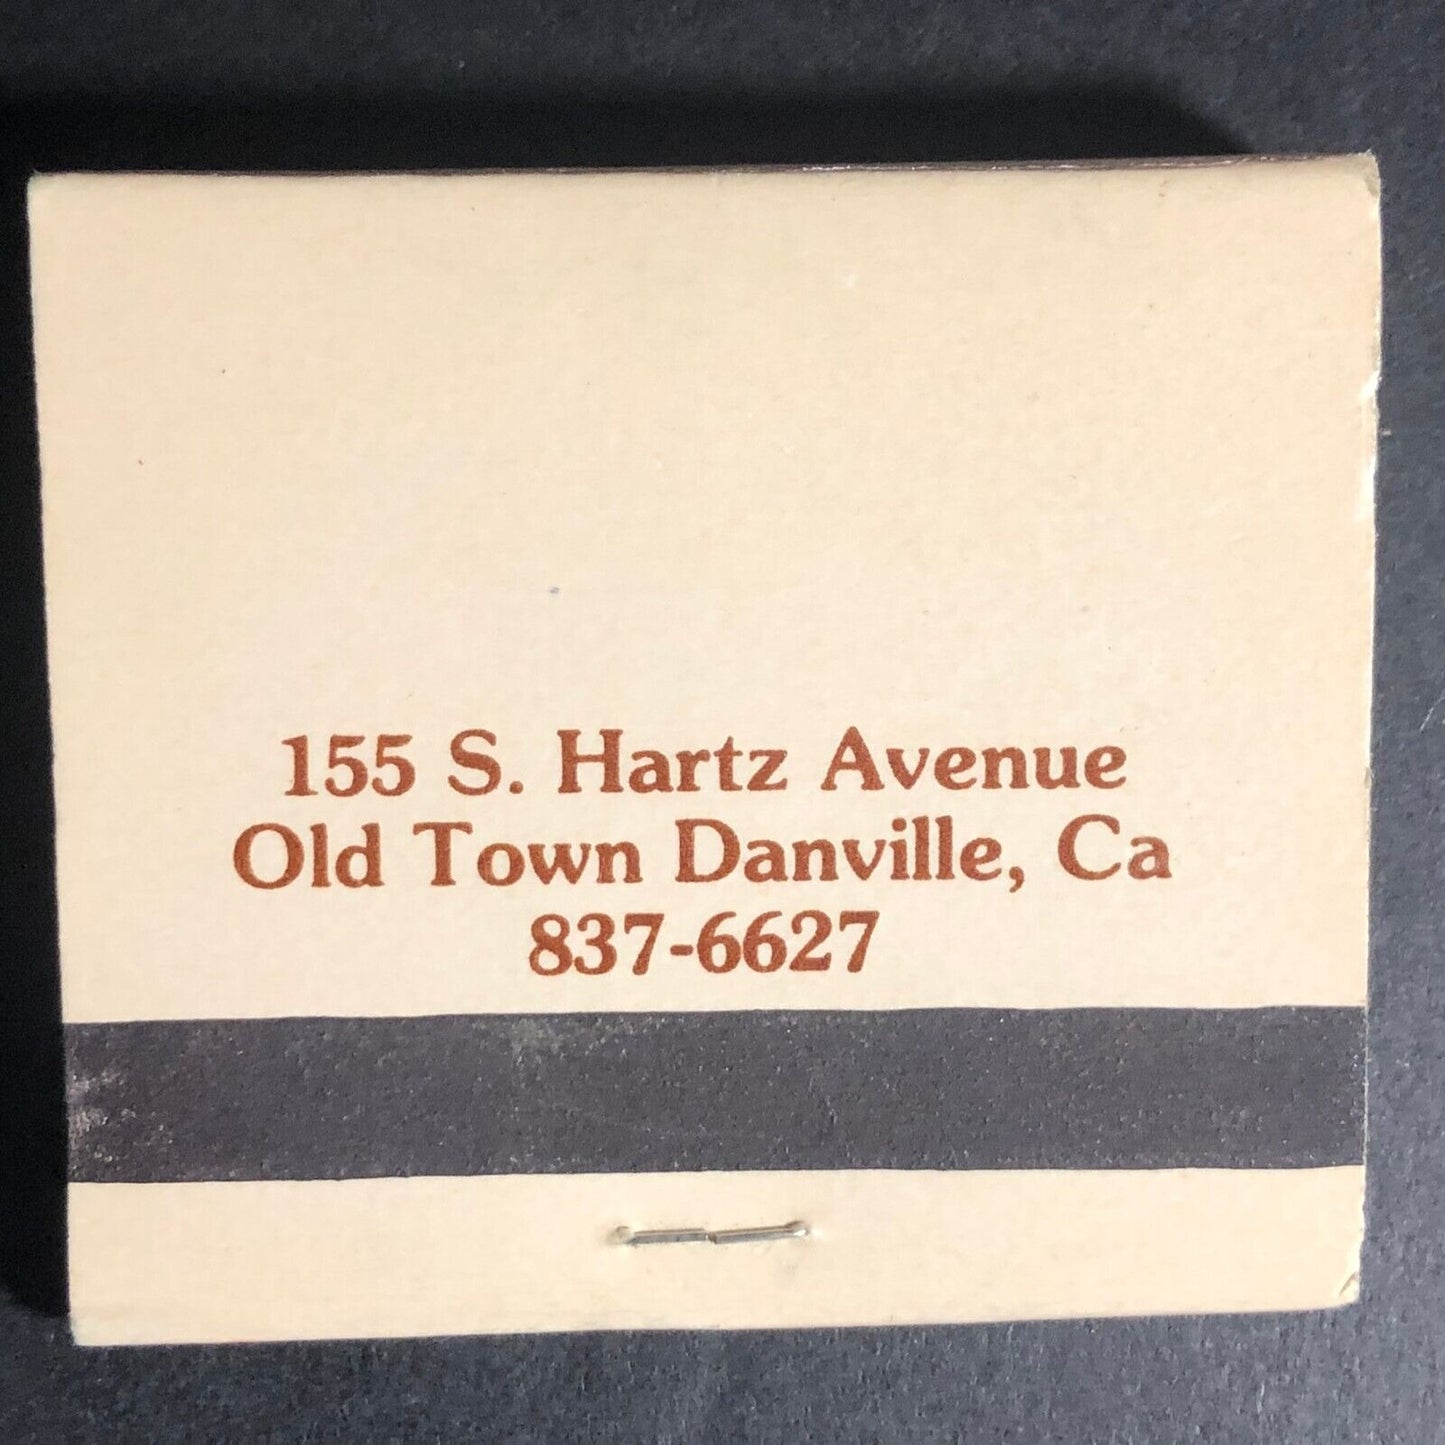 155 S. Hartz Avenue
Old Town Danville, Ca
837-6627